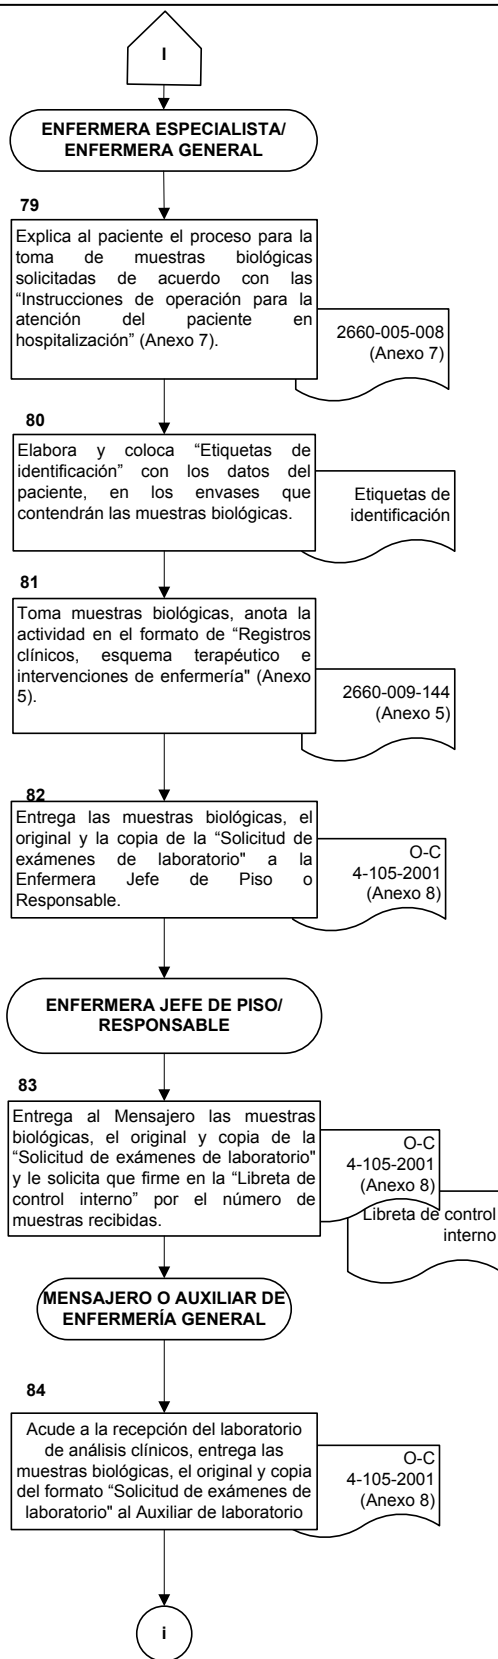 I
ENFERMERA ESPECIALISTA/
ENFERMERA GENERAL
79
Explica al paciente el proceso para la
toma de muestras biológicas
solicitadas de acuerdo con las
“Instrucciones de operación para la
atención del paciente en
hospitalización” (Anexo 7).
2660-005-008
(Anexo 7)
80
Elabora y coloca “Etiquetas de
identificación” con los datos del
paciente, en los envases que
contendrán las muestras biológicas.
Etiquetas de
identificación
81
Toma muestras biológicas, anota la
actividad en el formato de “Registros
clínicos, esquema terapéutico e
intervenciones de enfermería" (Anexo
5).
2660-009-144
(Anexo 5)
82
Entrega las muestras biológicas, el
original y la copia de la “Solicitud de
exámenes de laboratorio" a la
Enfermera Jefe de Piso o
Responsable.
O-C
4-105-2001
(Anexo 8)
ENFERMERA JEFE DE PISO/
RESPONSABLE
83
Entrega al Mensajero las muestras
biológicas, el original y copia de la
“Solicitud de exámenes de laboratorio"
y le solicita que firme en la “Libreta de
control interno” por el número de
muestras recibidas.
O-C
4-105-2001
(Anexo 8)
Libreta de control
interno
MENSAJERO O AUXILIAR DE
ENFERMERÍA GENERAL
84
Acude a la recepción del laboratorio
de análisis clínicos, entrega las
muestras biológicas, el original y copia
del formato “Solicitud de exámenes de
laboratorio" al Auxiliar de laboratorio
O-C
4-105-2001
(Anexo 8)
i